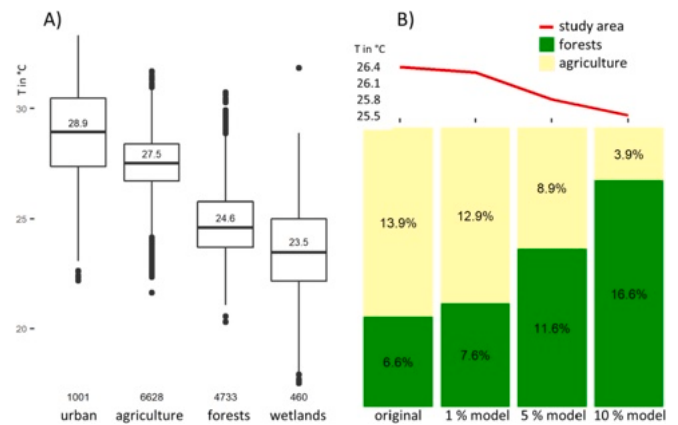 A)
T in °C
30
25
20
28.9
27.5
24.6
23.5
1001 6628 4733 460
urban agriculture forests wetlands
B)
study area
forests
agriculture
T in °C
26.4
26.1
25.8
25.5
13.9% 12.9% 8.9% 3.9%
6.6% 7.6% 11.6% 16.6%
original 1 % model 5 % model 10 % model